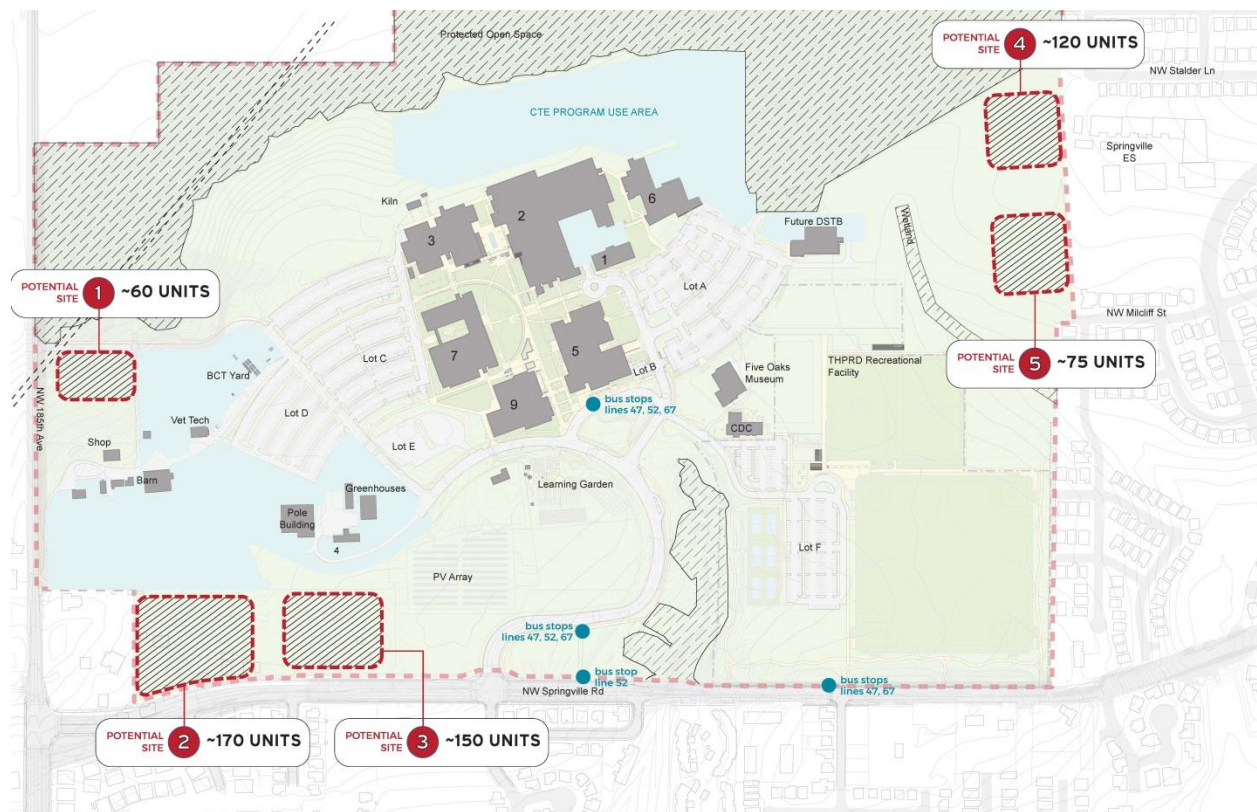 Protected Open Space
POTENTIAL
SITE
4
~120 UNITS
NW Stalder Ln
CTE PROGRAM USE AREA
Springville
ES
Kiln
2
6
3
1
Future DSTB
Wetland
Lot A
POTENTIAL
SITE
1
~60 UNITS
NW Milcliff St
BCT Yard
Lot C
7
5
Lot B
Five Oaks
Museum
THPRD Recreational
Facility
POTENTIAL
SITE
5
~75 UNITS
NW 185th Ave
Lot D
Vet Tech
9
bus stops
lines 47, 52, 67
CDC
Shop
Lot E
Barn
Greenhouses
Learning Garden
Pole
Building
4
Lot F
PV Array
bus stops
lines 47, 52, 67
bus stop
line 52
NW Springville Rd
bus stops
lines 47, 67
POTENTIAL
SITE
2
~170 UNITS
POTENTIAL
SITE
3
~150 UNITS